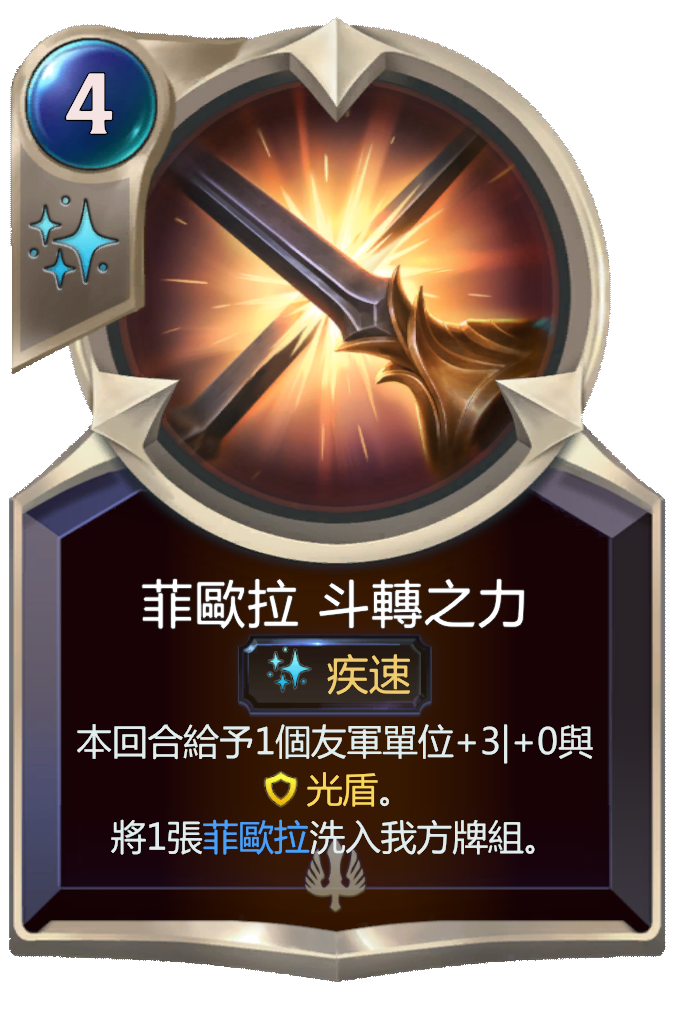 4
菲歐拉 斗轉之力
疾速
本回合給予1個友軍單位+3|+0與
光盾。
將1張菲歐拉洗入我方牌組。